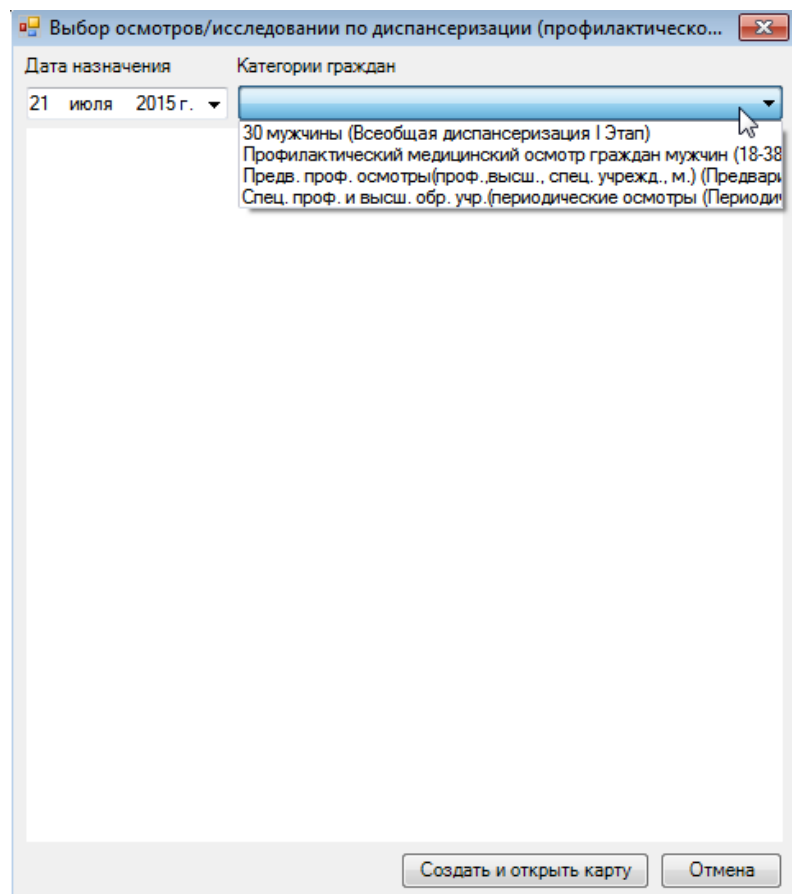 Выбор осмотров/исследовании по диспансеризации (профилактическо...
Дата назначения Категории граждан
21 июля 2015 г.
30 мужчины (Всеобщая диспансеризация I Этап)
Профилактический медицинский осмотр граждан мужчин (18-38
Предв. проф. осмотры(проф.,высш., спец. учрежд., м.) (Предвари
Спец. проф. и высш. обр. учр.(периодические осмотры (Периоди
Создать и открыть карту Отмена